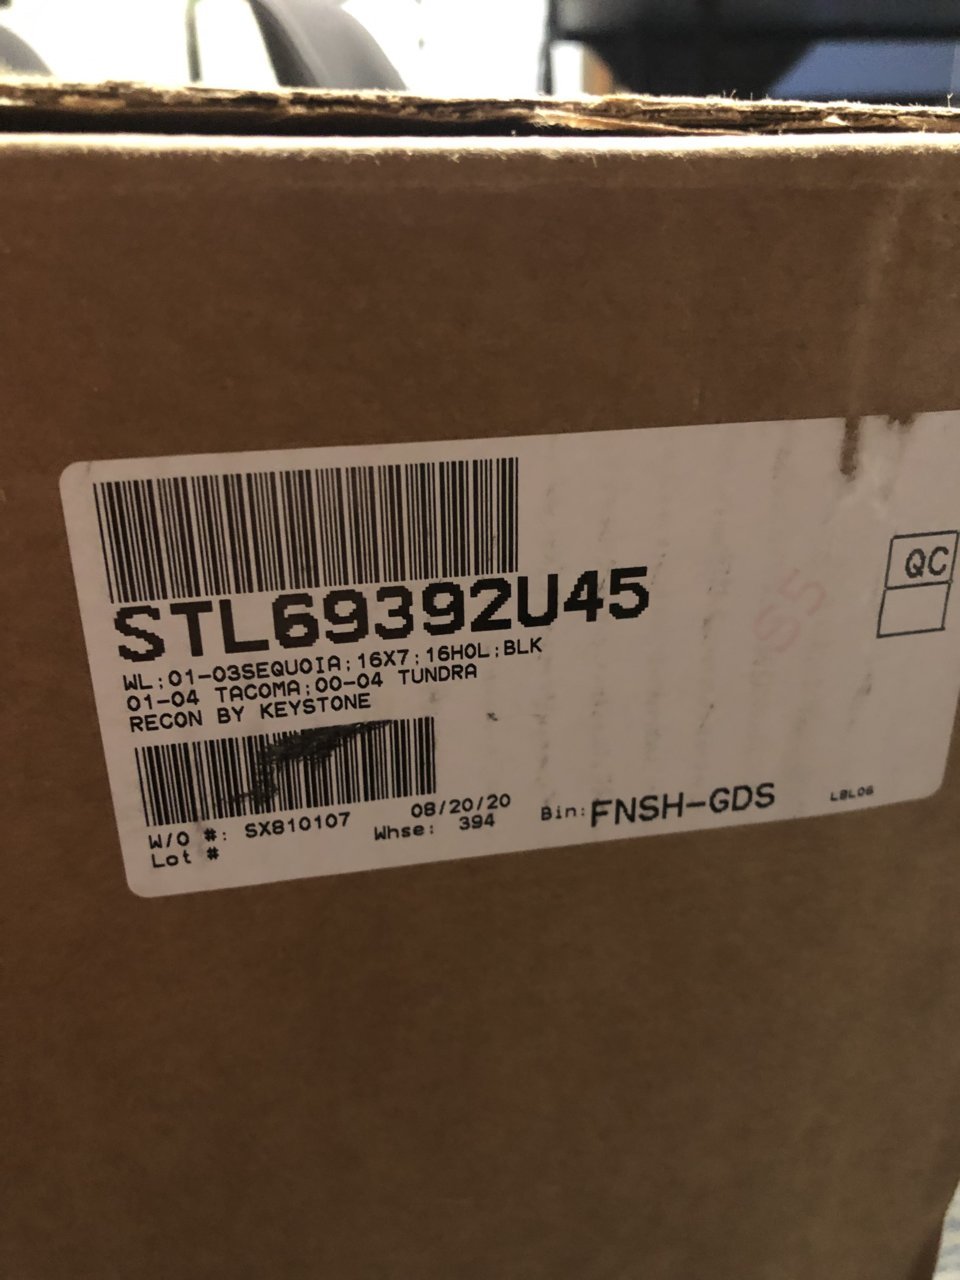 STL69392U45
WL;01-03SEQUOIA;16X7;16HOL;BLK
01-04 TACOMA;00-04 TUNDRA
RECON BY KEYSTONE
W/O #: SX810107 08/20/20
Lot # Whse: 394 Bin: FNSH-GDS
LBL06
QC
S5